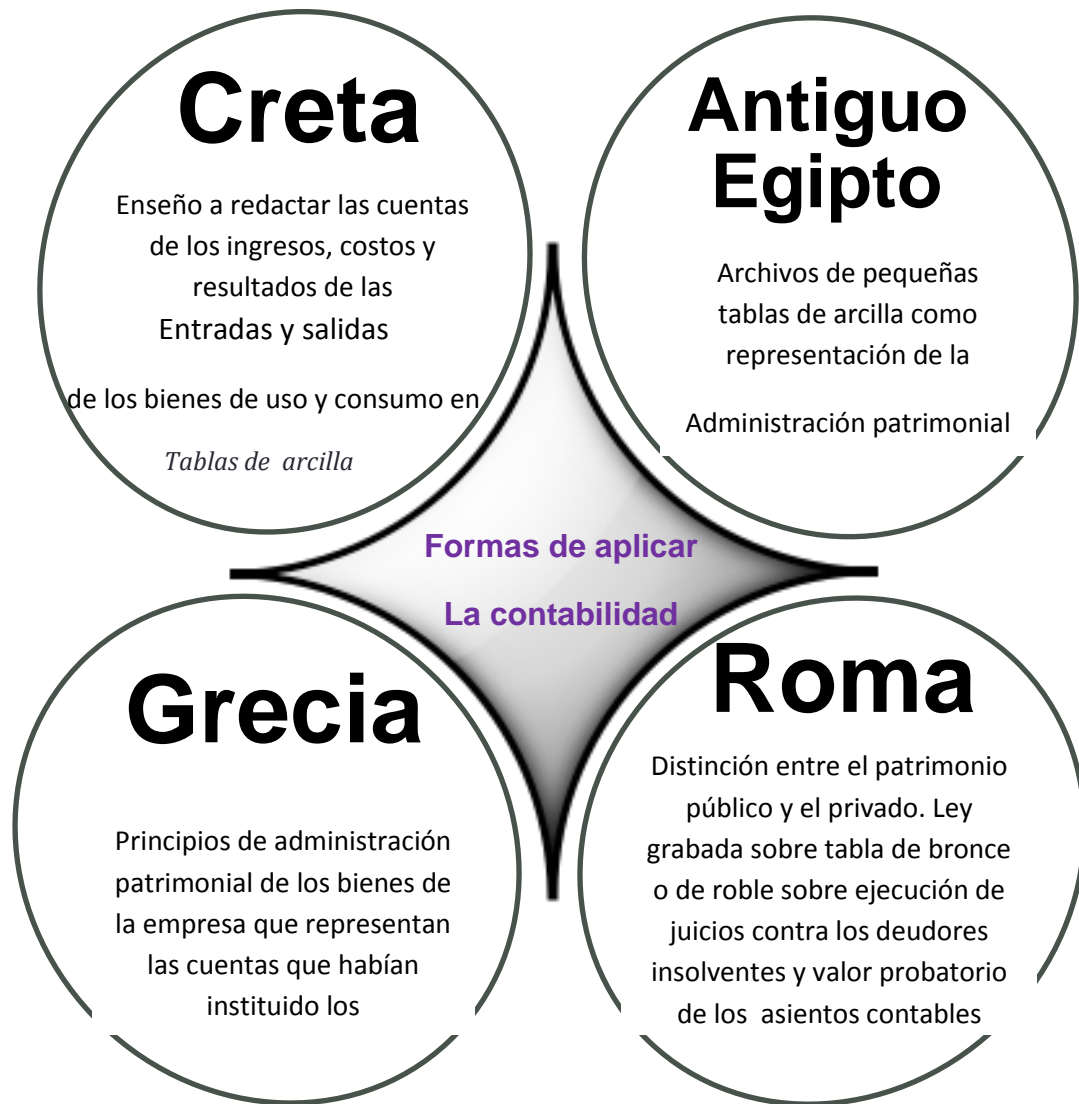 Creta
Enseño a redactar las cuentas
de los ingresos, costos y
resultados de las
Entradas y salidas
de los bienes de uso y consumo en
Tablas de arcilla
Antiguo
Egipto
Archivos de pequeñas
tablas de arcilla como
representación de la
Administración patrimonial
Formas de aplicar
La contabilidad
Grecia
Principios de administración
patrimonial de los bienes de
la empresa que representan
las cuentas que habían
instituido los
Roma
Distinción entre el patrimonio
público y el privado. Ley
grabada sobre tabla de bronce
o de roble sobre ejecución de
juicios contra los deudores
insolventes y valor probatorio
de los asientos contables